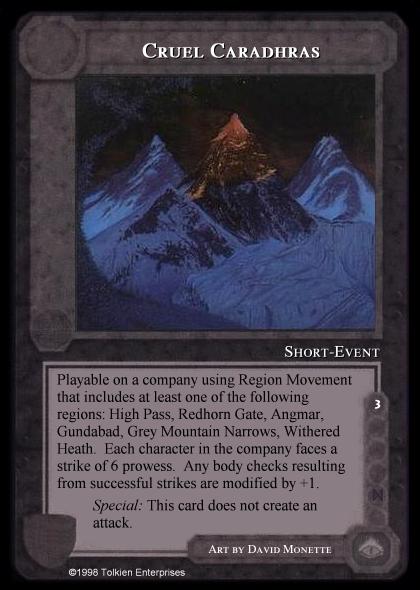 Cruel Caradhras
Short-Event
Playable on a company using Region Movement
that includes at least one of the following
regions: High Pass, Redhorn Gate, Angmar,
Gundabad, Grey Mountain Narrows, Withered
Heath.  Each character in the company faces a
strike of 6 prowess.  Any body checks resulting
from successful strikes are modified by +1.
3
Special: This card does not create an
attack.
Art by David Monette
©1998 Tolkien Enterprises